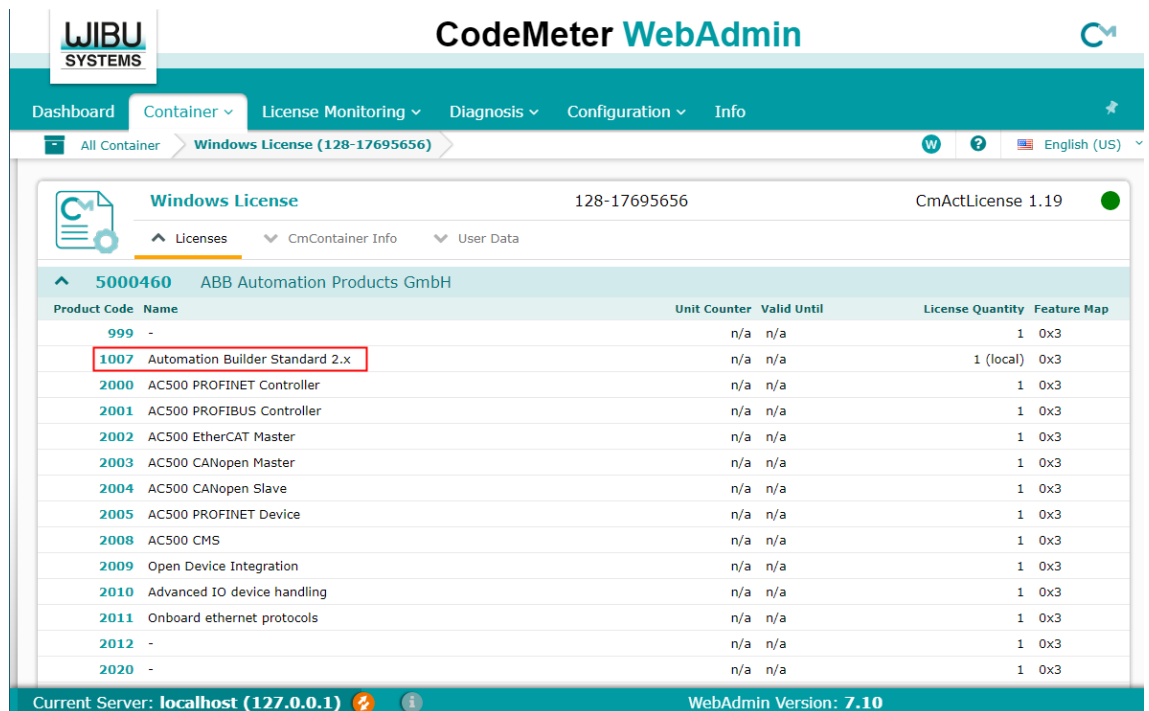 WIBU
SYSTEMS
CodeMeter WebAdmin
CM
Dashboard Container License Monitoring Diagnosis Configuration Info
All Container Windows License (128-17695656) W ? English (US)
CM Windows License 128-17695656 CmActLicense 1.19
Licenses CmContainer Info User Data
5000460 ABB Automation Products GmbH
Product Code Name Unit Counter Valid Until License Quantity Feature Map
999 - n/a n/a 1 0x3
1007 Automation Builder Standard 2.x n/a n/a 1 (local) 0x3
2000 AC500 PROFINET Controller n/a n/a 1 0x3
2001 AC500 PROFIBUS Controller n/a n/a 1 0x3
2002 AC500 EtherCAT Master n/a n/a 1 0x3
2003 AC500 CANopen Master n/a n/a 1 0x3
2004 AC500 CANopen Slave n/a n/a 1 0x3
2005 AC500 PROFINET Device n/a n/a 1 0x3
2008 AC500 CMS n/a n/a 1 0x3
2009 Open Device Integration n/a n/a 1 0x3
2010 Advanced IO device handling n/a n/a 1 0x3
2011 Onboard ethernet protocols n/a n/a 1 0x3
2012 - n/a n/a 1 0x3
2020 - n/a n/a 1 0x3
Current Server: localhost (127.0.0.1) i WebAdmin Version: 7.10